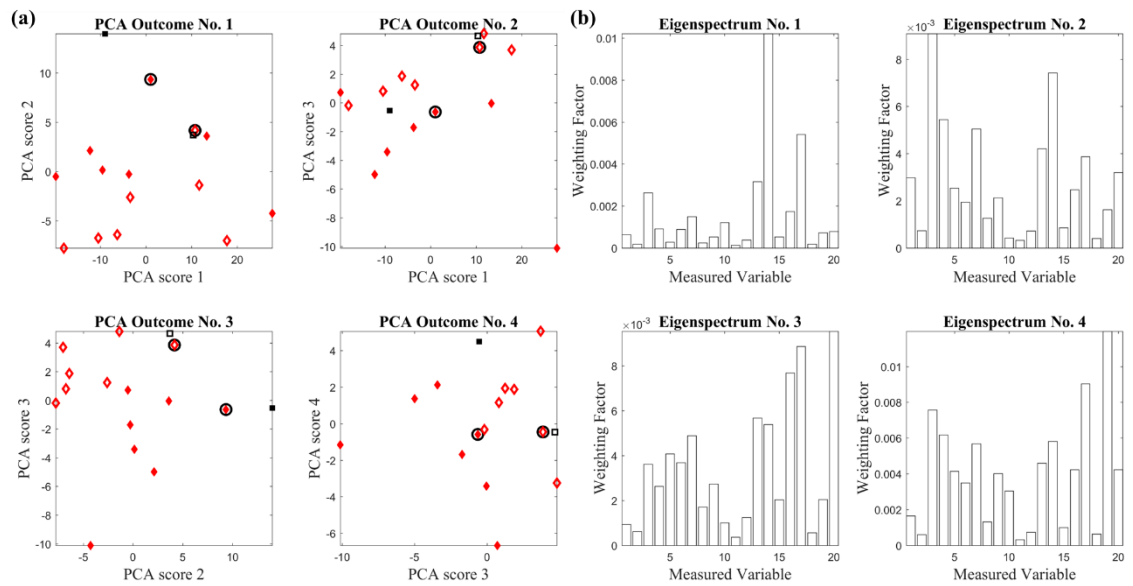 (a)
PCA Outcome No. 1
10
5
0
-5
-10 0 10 20
PCA score 2
PCA score 1
PCA Outcome No. 2
4
2
0
-2
-4
-6
-8
-10
-10 0 10 20
PCA score 3
PCA score 1
(b)
Eigenspectrum No. 1
0.01
0.008
0.006
0.004
0.002
0
5 10 15 20
Weighting Factor
Measured Variable
×10⁻³
Eigenspectrum No. 2
8
6
4
2
0
5 10 15 20
Weighting Factor
Measured Variable
PCA Outcome No. 3
4
2
0
-2
-4
-6
-8
-10
-5 0 5 10
PCA score 3
PCA score 2
PCA Outcome No. 4
4
2
0
-2
-4
-6
-10 -5 0
PCA score 4
PCA score 3
×10⁻³
Eigenspectrum No. 3
8
6
4
2
0
5 10 15 20
Weighting Factor
Measured Variable
Eigenspectrum No. 4
0.01
0.008
0.006
0.004
0.002
0
5 10 15 20
Weighting Factor
Measured Variable